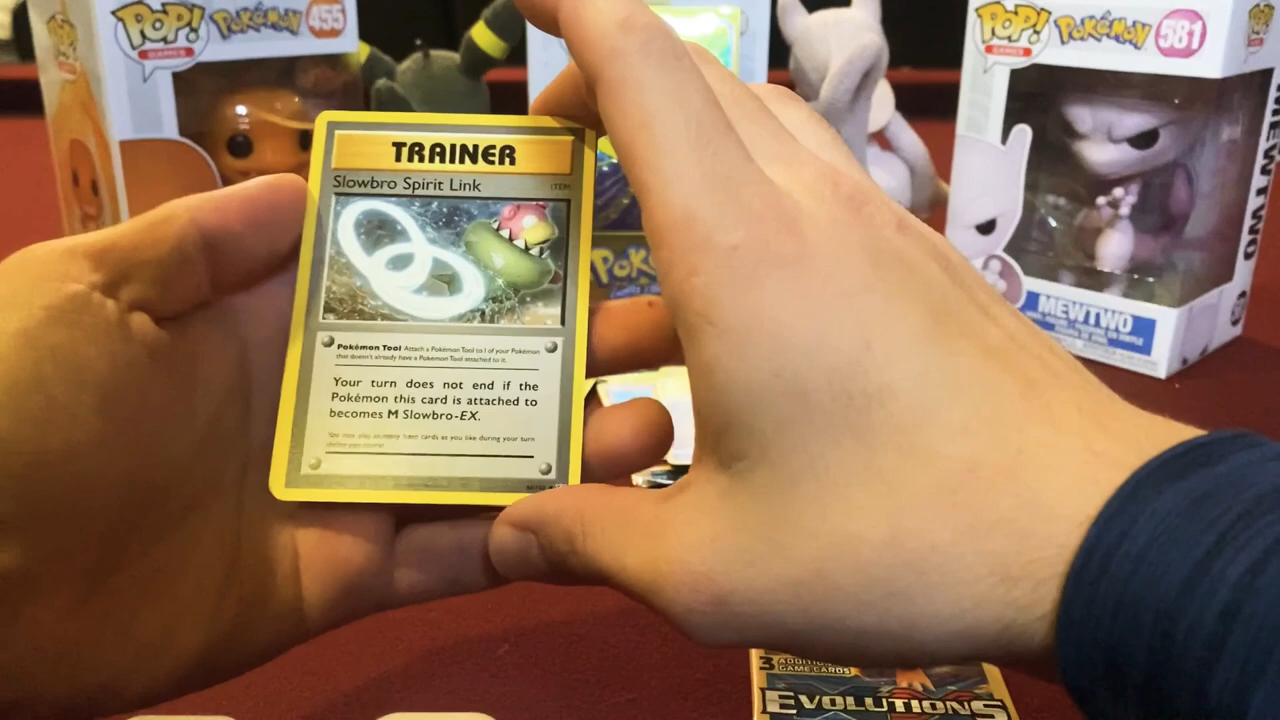 POP!
GAMES
POKéMON
455
POP!
GAMES
POKéMON
581
TRAINER
Slowbro Spirit Link
ITEM
Pokémon Tool Attach a Pokémon Tool to 1 of your Pokémon
that doesn't already have a Pokémon Tool attached to it.
Your turn does not end if the
Pokémon this card is attached to
becomes M Slowbro-EX.
You may play as many Item cards as you like during your turn
POK
MEWTWO
MEWTWO
3 ADDITIO
GAME CARDS
EVOLUTIONS